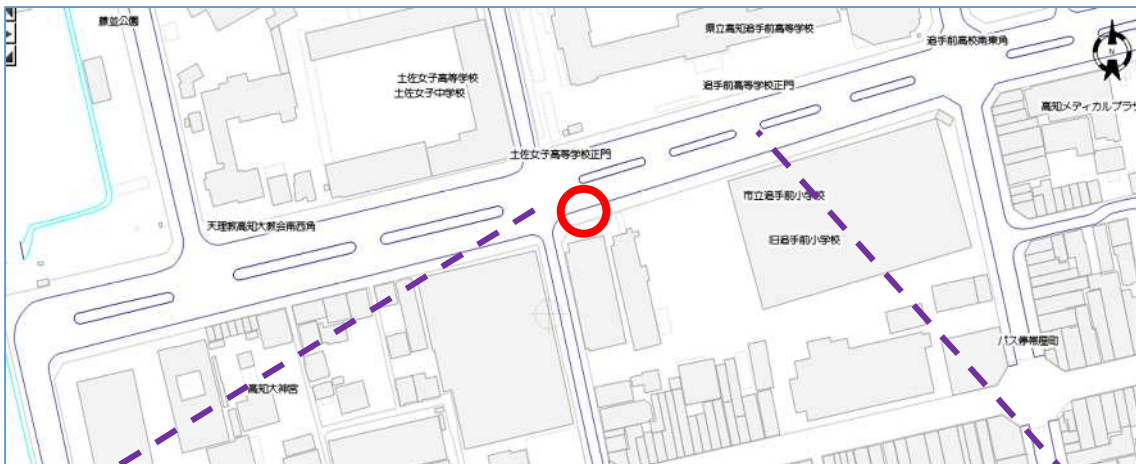 藤並公園
県立高知追手前高等学校
追手前高校南東角
N
土佐女子高等学校
土佐女子中学校
追手前高等学校正門
高知メディカルプラザ
土佐女子高等学校正門
市立追手前小学校
天理教高知大教会南西角
旧追手前小学校
バス停帯屋町
高知大神宮